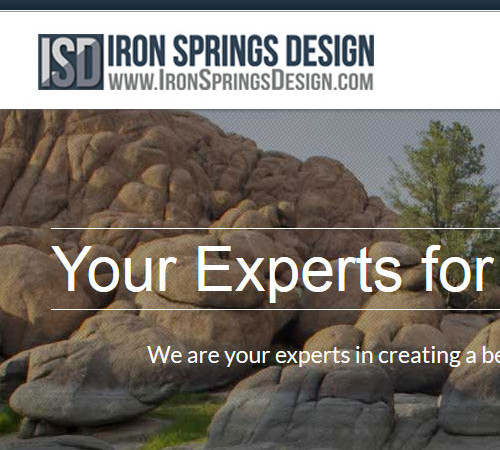 ISD IRON SPRINGS DESIGN
www.IronSpringsDesign.com
Your Experts for
We are your experts in creating a be